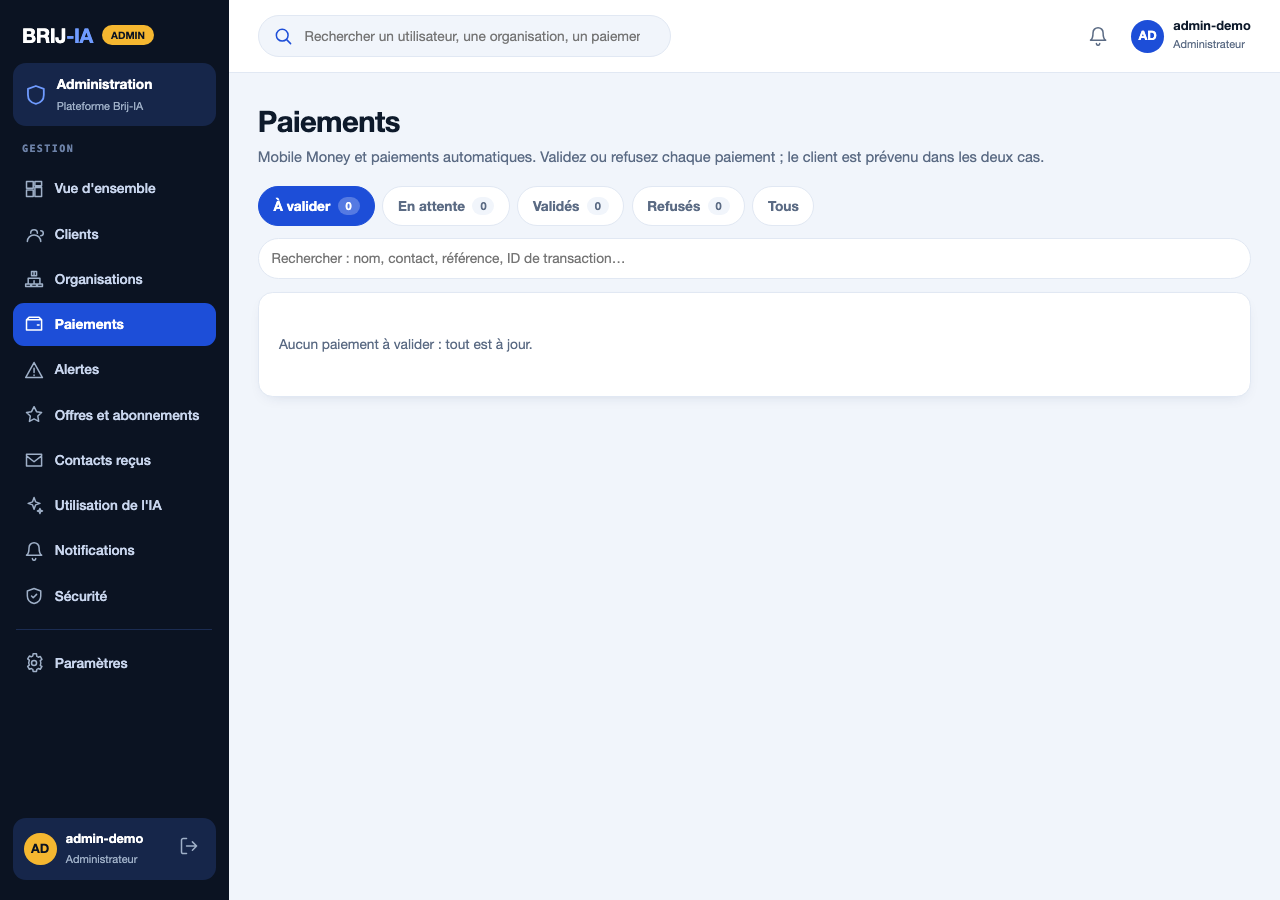 BRIJ-IA ADMIN
Administration
Plateforme Brij-IA
GESTION
Vue d'ensemble
Clients
Organisations
Paiements
Alertes
Offres et abonnements
Contacts reçus
Utilisation de l'IA
Notifications
Sécurité
Paramètres
AD admin-demo
Administrateur
Rechercher un utilisateur, une organisation, un paiemer
AD admin-demo
Administrateur
Paiements
Mobile Money et paiements automatiques. Validez ou refusez chaque paiement ; le client est prévenu dans les deux cas.
À valider 0 En attente 0 Validés 0 Refusés 0 Tous
Rechercher : nom, contact, référence, ID de transaction…
Aucun paiement à valider : tout est à jour.